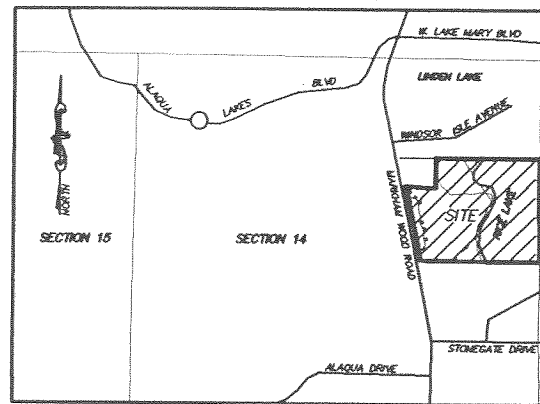 W. LAKE MARY BLVD
LINDEN LAKE
ALAQUA LAKES BLVD
WINDSOR ISLE AVENUE
NORTH
SECTION 15
SECTION 14
MARKHAM WOOD ROAD
SITE
RICE LAKE
STONEGATE DRIVE
ALAQUA DRIVE